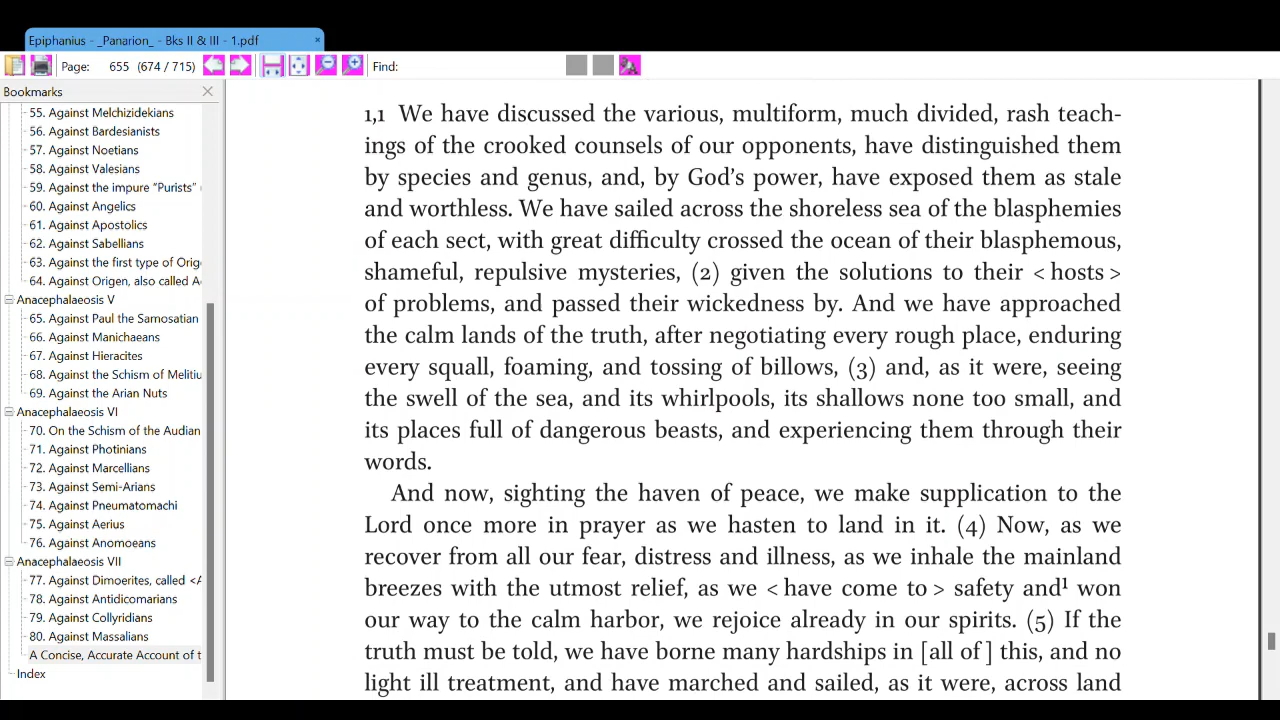 Epiphanius - _Panarion_ - Bks II & III - 1.pdf
Page: 655 (674 / 715)
Find:
Bookmarks
55. Against Melchizidekians
56. Against Bardesianists
57. Against Noetians
58. Against Valesians
59. Against the impure “Purists”
60. Against Angelics
61. Against Apostolics
62. Against Sabellians
63. Against the first type of Orig
64. Against Origen, also called A
Anacephalaeosis V
65. Against Paul the Samosatian
66. Against Manichaeans
67. Against Hieracites
68. Against the Schism of Melitiu
69. Against the Arian Nuts
Anacephalaeosis VI
70. On the Schism of the Audian
71. Against Photinians
72. Against Marcellians
73. Against Semi-Arians
74. Against Pneumatomachi
75. Against Aerius
76. Against Anomoeans
Anacephalaeosis VII
77. Against Dimoerites, called <A
78. Against Antidicomarians
79. Against Collyridians
80. Against Massalians
A Concise, Accurate Account of t
Index
1,1 We have discussed the various, multiform, much divided, rash teach-
ings of the crooked counsels of our opponents, have distinguished them
by species and genus, and, by God’s power, have exposed them as stale
and worthless. We have sailed across the shoreless sea of the blasphemies
of each sect, with great difficulty crossed the ocean of their blasphemous,
shameful, repulsive mysteries, (2) given the solutions to their < hosts >
of problems, and passed their wickedness by. And we have approached
the calm lands of the truth, after negotiating every rough place, enduring
every squall, foaming, and tossing of billows, (3) and, as it were, seeing
the swell of the sea, and its whirlpools, its shallows none too small, and
its places full of dangerous beasts, and experiencing them through their
words.
And now, sighting the haven of peace, we make supplication to the
Lord once more in prayer as we hasten to land in it. (4) Now, as we
recover from all our fear, distress and illness, as we inhale the mainland
breezes with the utmost relief, as we < have come to > safety and¹ won
our way to the calm harbor, we rejoice already in our spirits. (5) If the
truth must be told, we have borne many hardships in [all of ] this, and no
light ill treatment, and have marched and sailed, as it were, across land